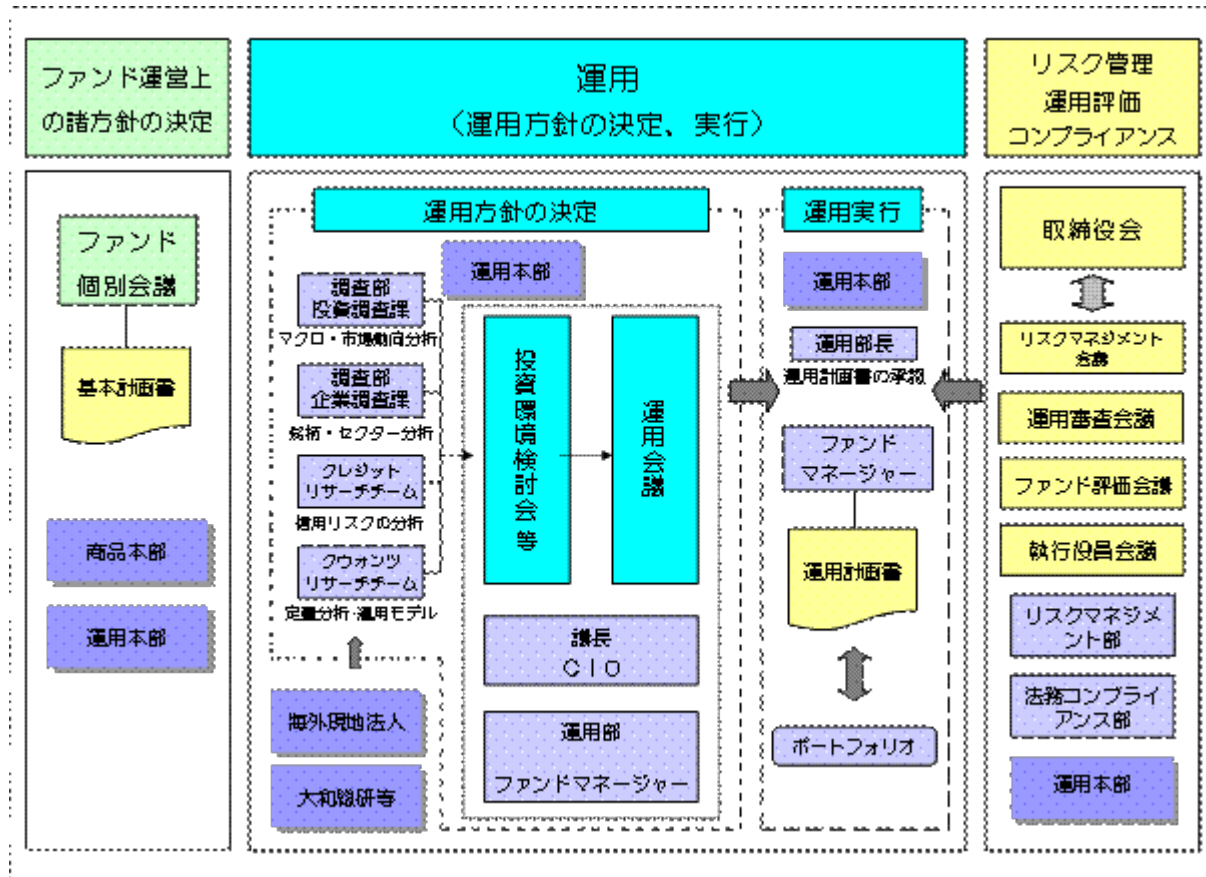 ファンド運営上
の諸方針の決定
運用
(運用方針の決定、実行)
リスク管理
運用評価
コンプライアンス
ファンド
個別会議
基本計画書
商品本部
運用本部
運用方針の決定
運用本部
調査部
投資調査課
マクロ・市場動向分析
調査部
企業調査課
銘柄・セクター分析
クレジット
リサーチチーム
信用リスクの分析
クウォンツ
リサーチチーム
定量分析・運用モデル
海外現地法人
大和総研等
投資環境検討会等
運用会議
議長
CIO
運用部
ファンドマネージャー
運用実行
運用本部
運用部長
運用計画書の承認
ファンド
マネージャー
運用計画書
ポートフォリオ
取締役会
リスクマネジメント
会議
運用審査会議
ファンド評価会議
執行役員会議
リスクマネジメ
ント部
法務コンプライ
アンス部
運用本部